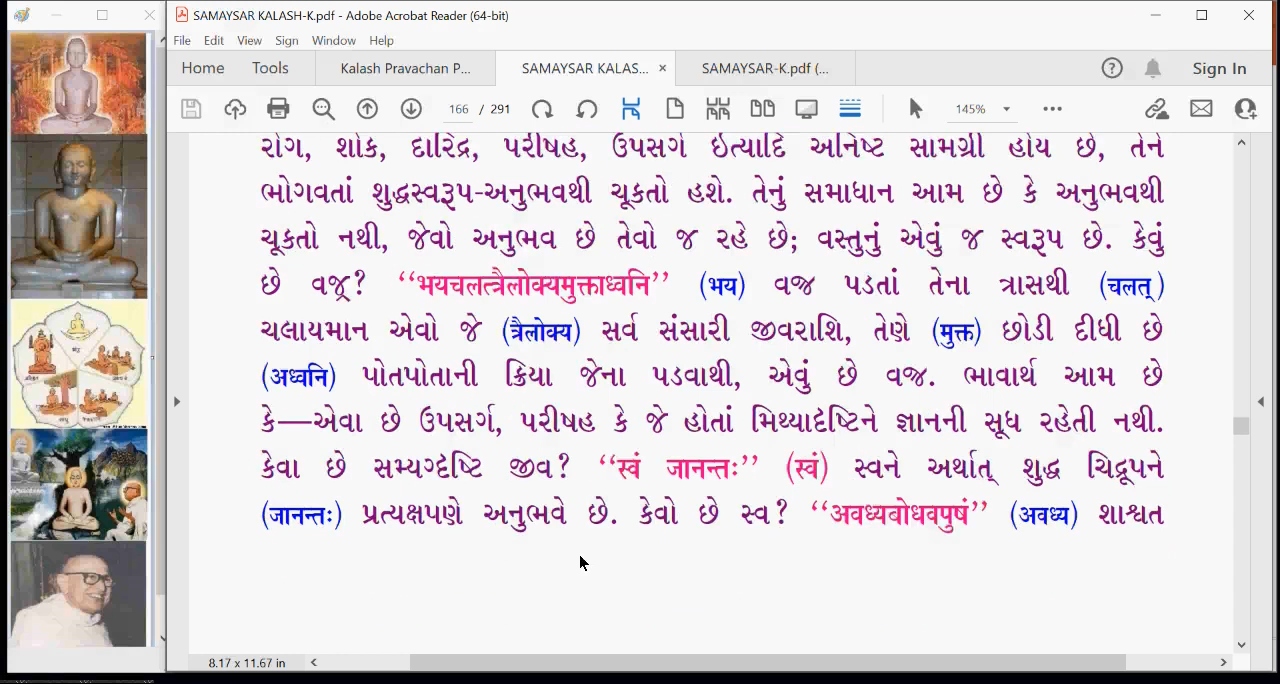 SAMAYSAR KALASH-K.pdf - Adobe Acrobat Reader (64-bit)
File Edit View Sign Window Help
Home Tools Kalash Pravachan P... SAMAYSAR KALAS... × SAMAYSAR-K.pdf (... Sign In
166 / 291 145%
રોગ, શોક, દારિદ્ર, પરીષહ, ઉપસર્ગ ઇત્યાદિ અનિષ્ટ સામગ્રી હોય છે, તેને
ભોગવતાં શુદ્ધસ્વરૂપ-અનુભવથી ચૂકતો હશે. તેનું સમાધાન આમ છે કે અનુભવથી
ચૂકતો નથી, જેવો અનુભવ છે તેવો જ રહે છે; વસ્તુનું એવું જ સ્વરૂપ છે. કેવું
છે વજ્ર? “भयचलत्त्रैलोक्यमुक्ताध्वनि” (भय) વજ્ર પડતાં તેના ત્રાસથી (चलत्)
ચલાયમાન એવો જે (त्रैलोक्य) સર્વ સંસારી જીવરાશિ, તેણે (मुक्त) છોડી દીધી છે
(अध्वनि) પોતપોતાની ક્રિયા જેના પડવાથી, એવું છે વજ્ર. ભાવાર્થ આમ છે
કે—એવા છે ઉપસર્ગ, પરીષહ કે જે હોતાં મિથ્યાદૃષ્ટિને જ્ઞાનની સૂધ રહેતી નથી.
કેવા છે સમ્યગ્દૃષ્ટિ જીવ? “स्वं जानन्तः” (स्वं) સ્વને અર્થાત્ શુદ્ધ ચિદ્રૂપને
(जानन्तः) પ્રત્યક્ષપણે અનુભવે છે. કેવો છે સ્વ? “अवध्यबोधवपुषं” (अवध्य) શાશ્વત
8.17 x 11.67 in